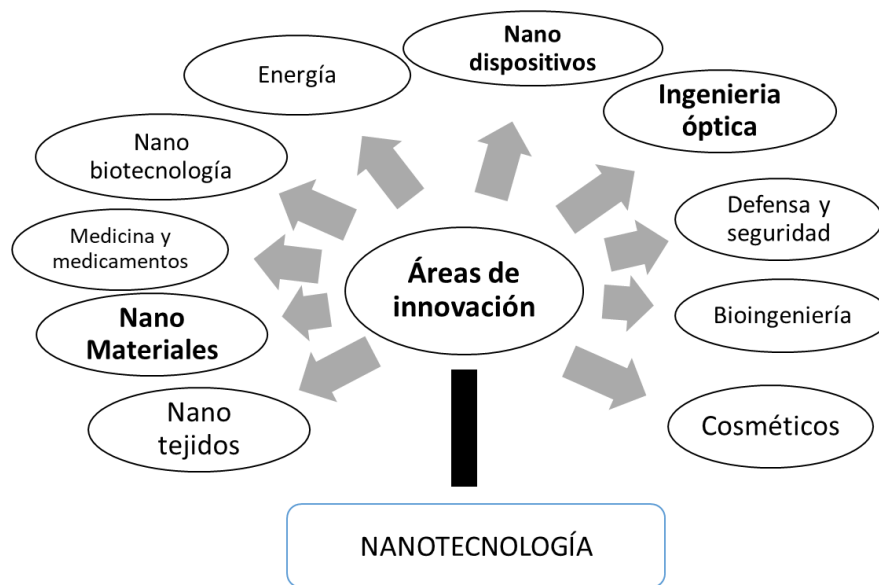 Nano
dispositivos
Energía
Ingenieria
óptica
Nano
biotecnología
Defensa y
seguridad
Medicina y
medicamentos
Áreas de
innovación
Nano
Materiales
Bioingeniería
Nano
tejidos
Cosméticos
NANOTECNOLOGÍA